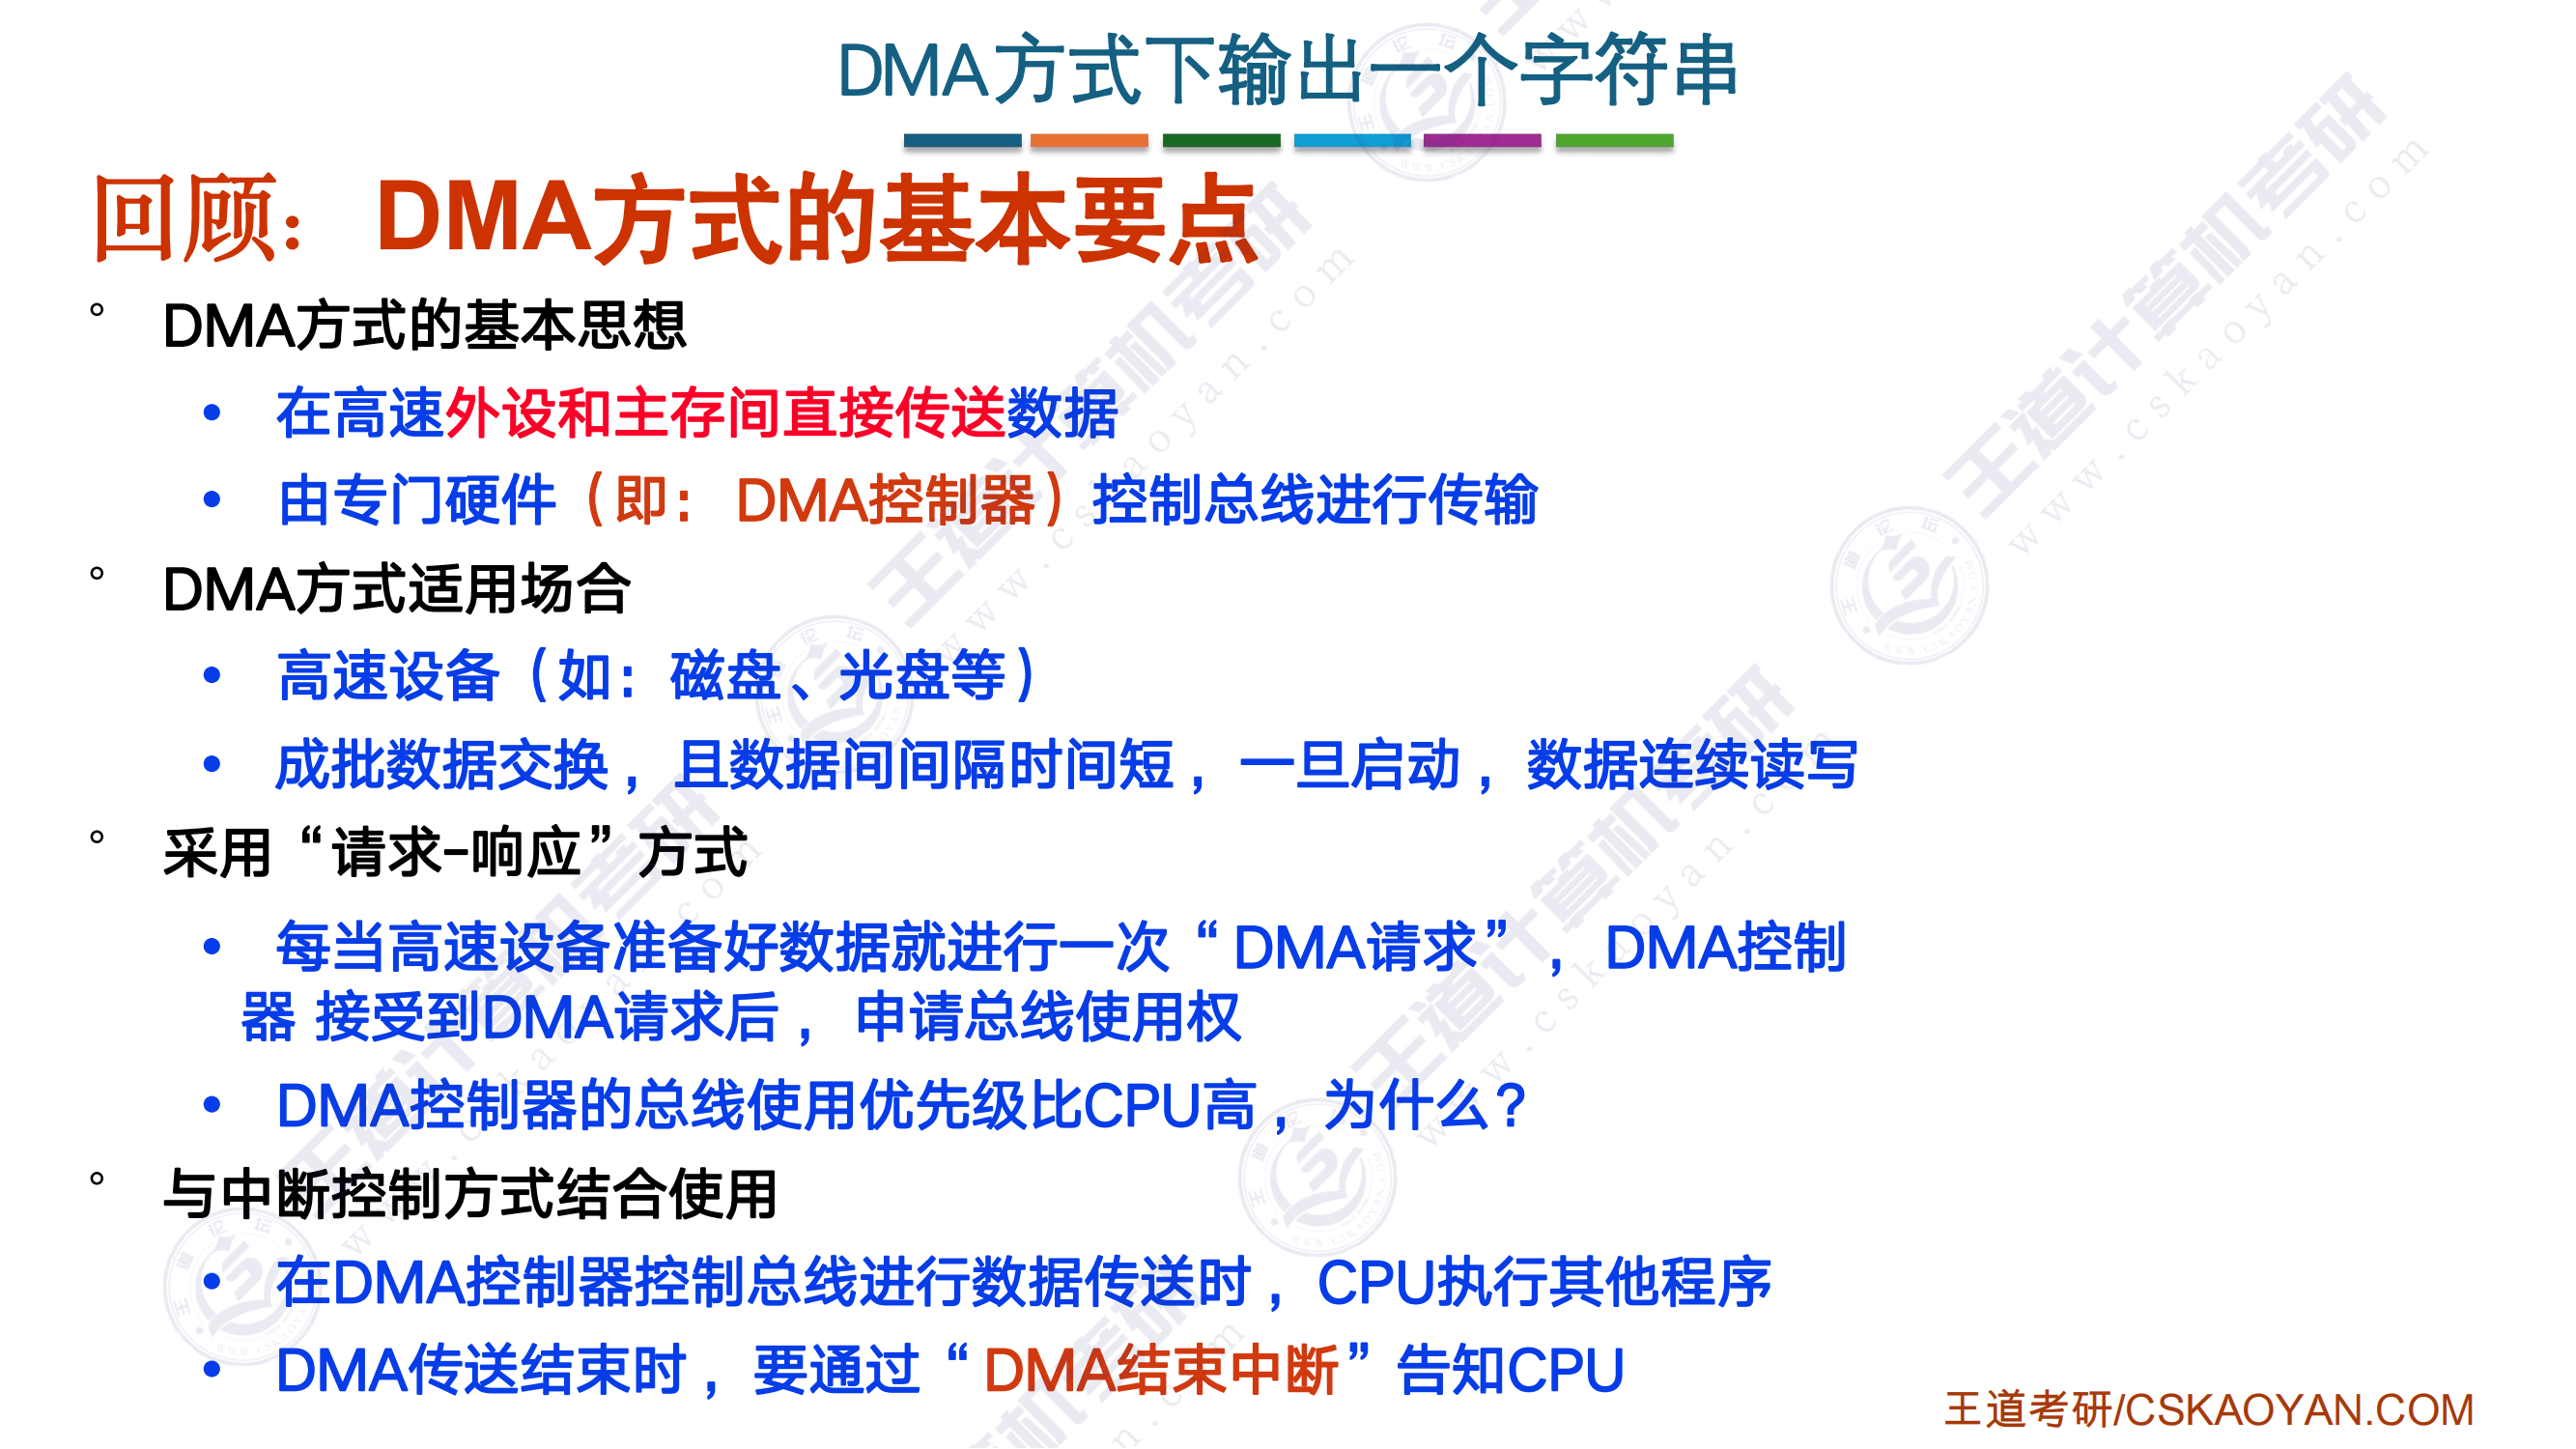 DMA方式下输出一个字符串
回顾： DMA方式的基本要点
° DMA方式的基本思想
• 在高速外设和主存间直接传送数据
• 由专门硬件（即： DMA控制器）控制总线进行传输
° DMA方式适用场合
• 高速设备（如：磁盘、光盘等）
• 成批数据交换，且数据间间隔时间短，一旦启动，数据连续读写
° 采用“请求-响应”方式
• 每当高速设备准备好数据就进行一次“DMA请求”，DMA控制
器 接受到DMA请求后，申请总线使用权
• DMA控制器的总线使用优先级比CPU高，为什么？
° 与中断控制方式结合使用
• 在DMA控制器控制总线进行数据传送时，CPU执行其他程序
• DMA传送结束时，要通过“DMA结束中断”告知CPU
王道考研/CSKAOYAN.COM
王道计算机考研
www.cskaoyan.com